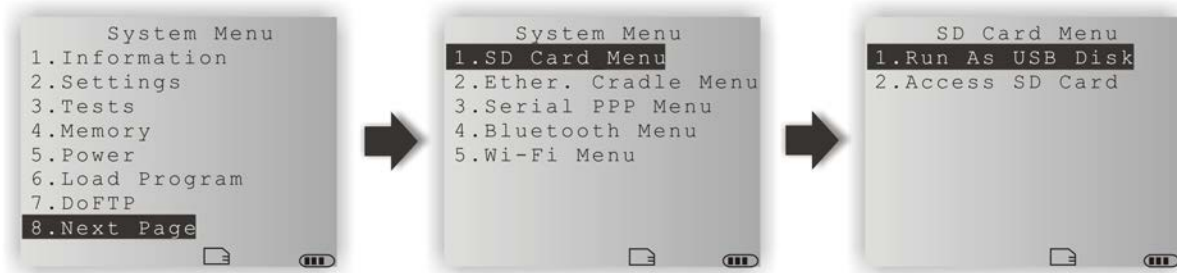 System Menu
1.Information
2.Settings
3.Tests
4.Memory
5.Power
6.Load Program
7.DoFTP
8.Next Page
System Menu
1.SD Card Menu
2.Ether. Cradle Menu
3.Serial PPP Menu
4.Bluetooth Menu
5.Wi-Fi Menu
SD Card Menu
1.Run As USB Disk
2.Access SD Card